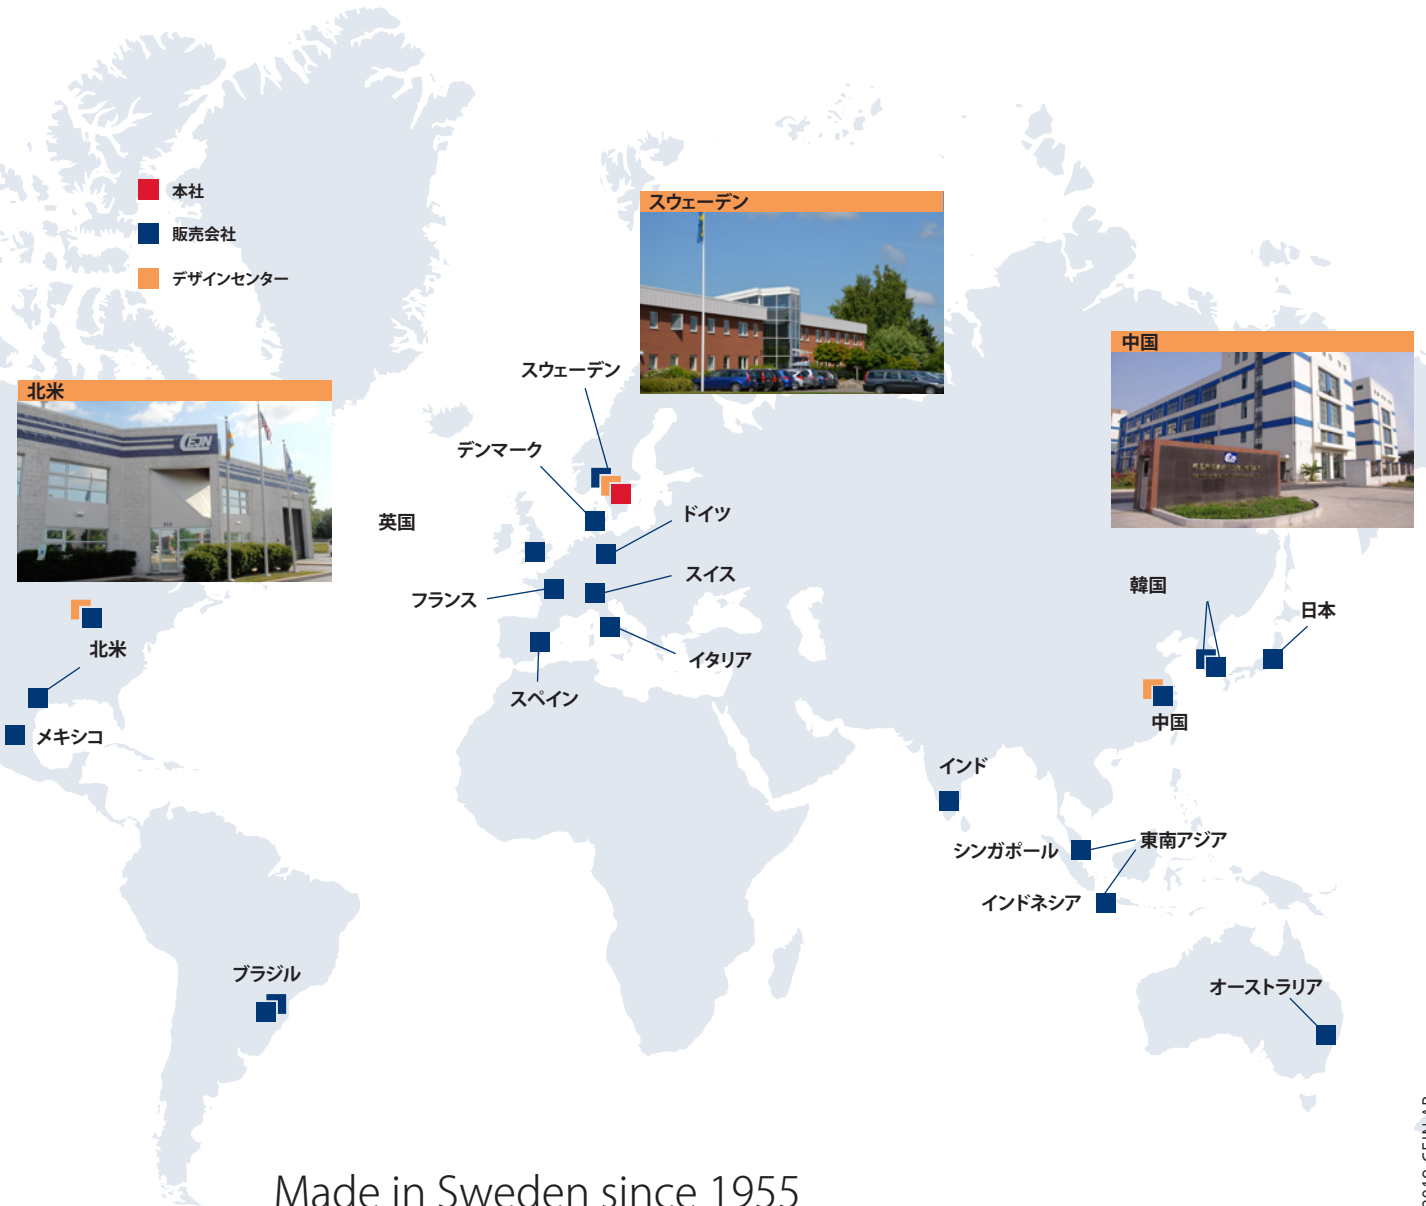 本社
販売会社
デザインセンター
スウェーデン
中国
北米
CEJN
スウェーデン
デンマーク
英国
ドイツ
スイス
フランス
イタリア
スペイン
北米
メキシコ
韓国
日本
中国
インド
シンガポール
東南アジア
インドネシア
ブラジル
オーストラリア
Made in Sweden since 1955